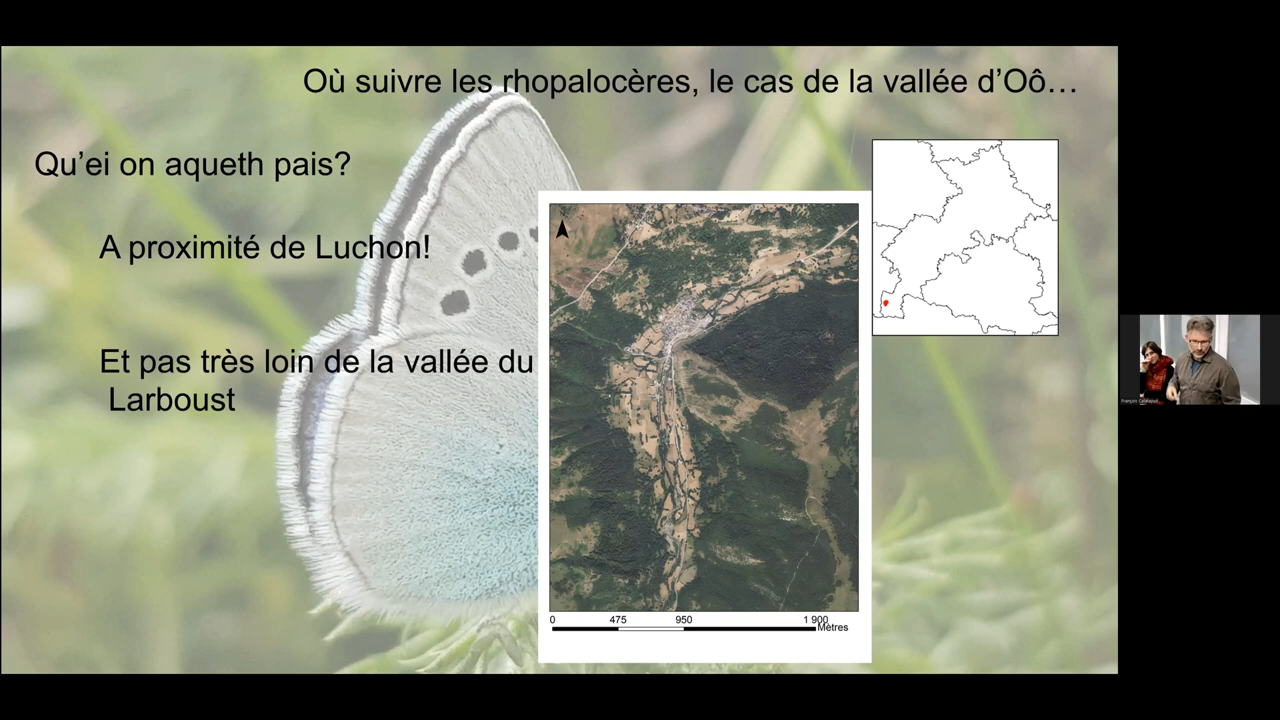 Où suivre les rhopalocères, le cas de la vallée d’Oô…
Qu’ei on aqueth pais?
A proximité de Luchon!
Et pas très loin de la vallée du
Larboust
0 475 950 1 900
Mètres